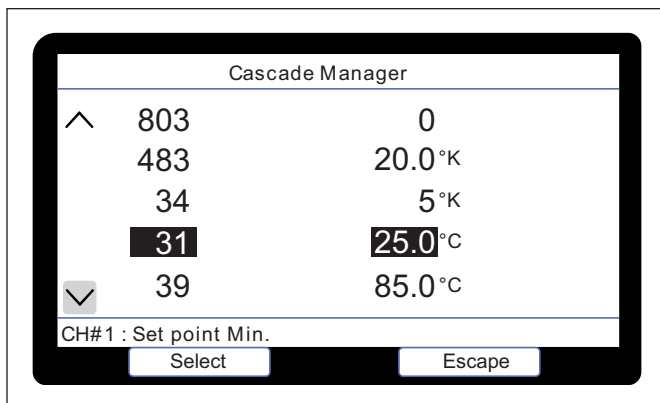 Cascade Manager
803 0
483 20.0°K
34 5°K
31 25.0°C
39 85.0°C
CH#1 : Set point Min.
Select Escape